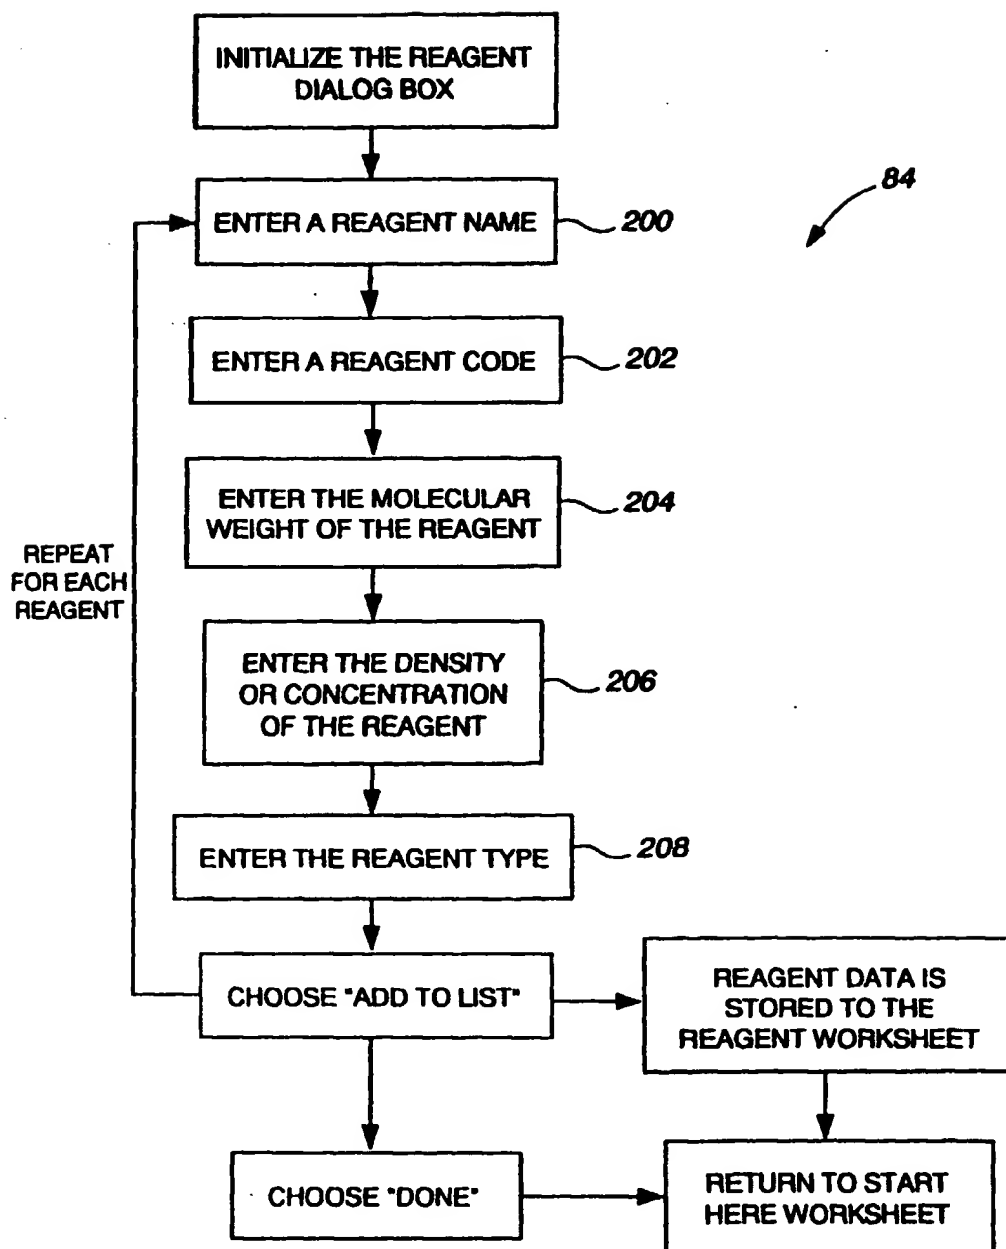 INITIALIZE THE REAGENT
DIALOG BOX
84
ENTER A REAGENT NAME
200
ENTER A REAGENT CODE
202
ENTER THE MOLECULAR
WEIGHT OF THE REAGENT
204
REPEAT
FOR EACH
REAGENT
ENTER THE DENSITY
OR CONCENTRATION
OF THE REAGENT
206
ENTER THE REAGENT TYPE
208
CHOOSE "ADD TO LIST"
REAGENT DATA IS
STORED TO THE
REAGENT WORKSHEET
CHOOSE "DONE"
RETURN TO START
HERE WORKSHEET